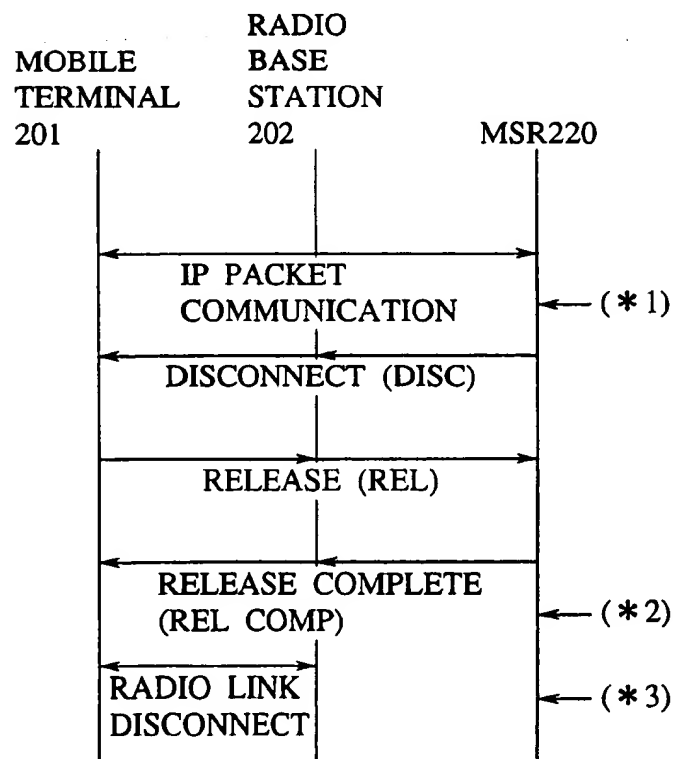 MOBILE
TERMINAL
201
RADIO
BASE
STATION
202
MSR220
IP PACKET
COMMUNICATION
(*1)
DISCONNECT (DISC)
RELEASE (REL)
RELEASE COMPLETE
(REL COMP)
(*2)
RADIO LINK
DISCONNECT
(*3)